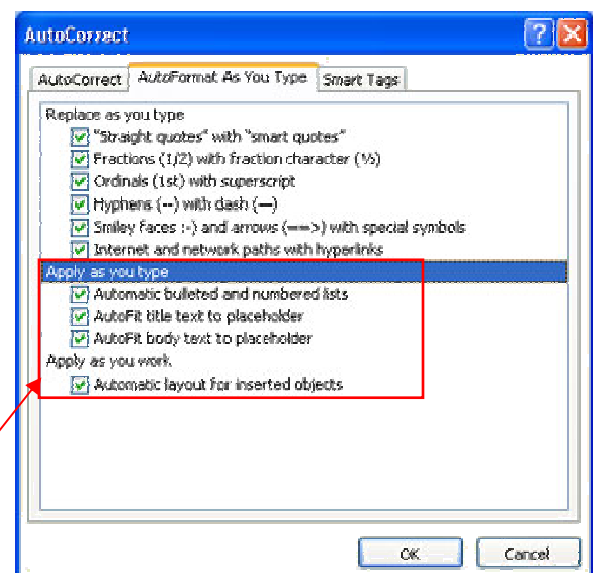 AutoCorrect
AutoCorrect AutoFormat As You Type Smart Tags
Replace as you type
"Straight quotes" with "smart quotes"
Fractions (1/2) with fraction character (½)
Ordinals (1st) with superscript
Hyphens (--) with dash (—)
Smiley faces :-) and arrows (==>) with special symbols
Internet and network paths with hyperlinks
Apply as you type
Automatic bulleted and numbered lists
AutoFit title text to placeholder
AutoFit body text to placeholder
Apply as you work
Automatic layout for inserted objects
OK Cancel